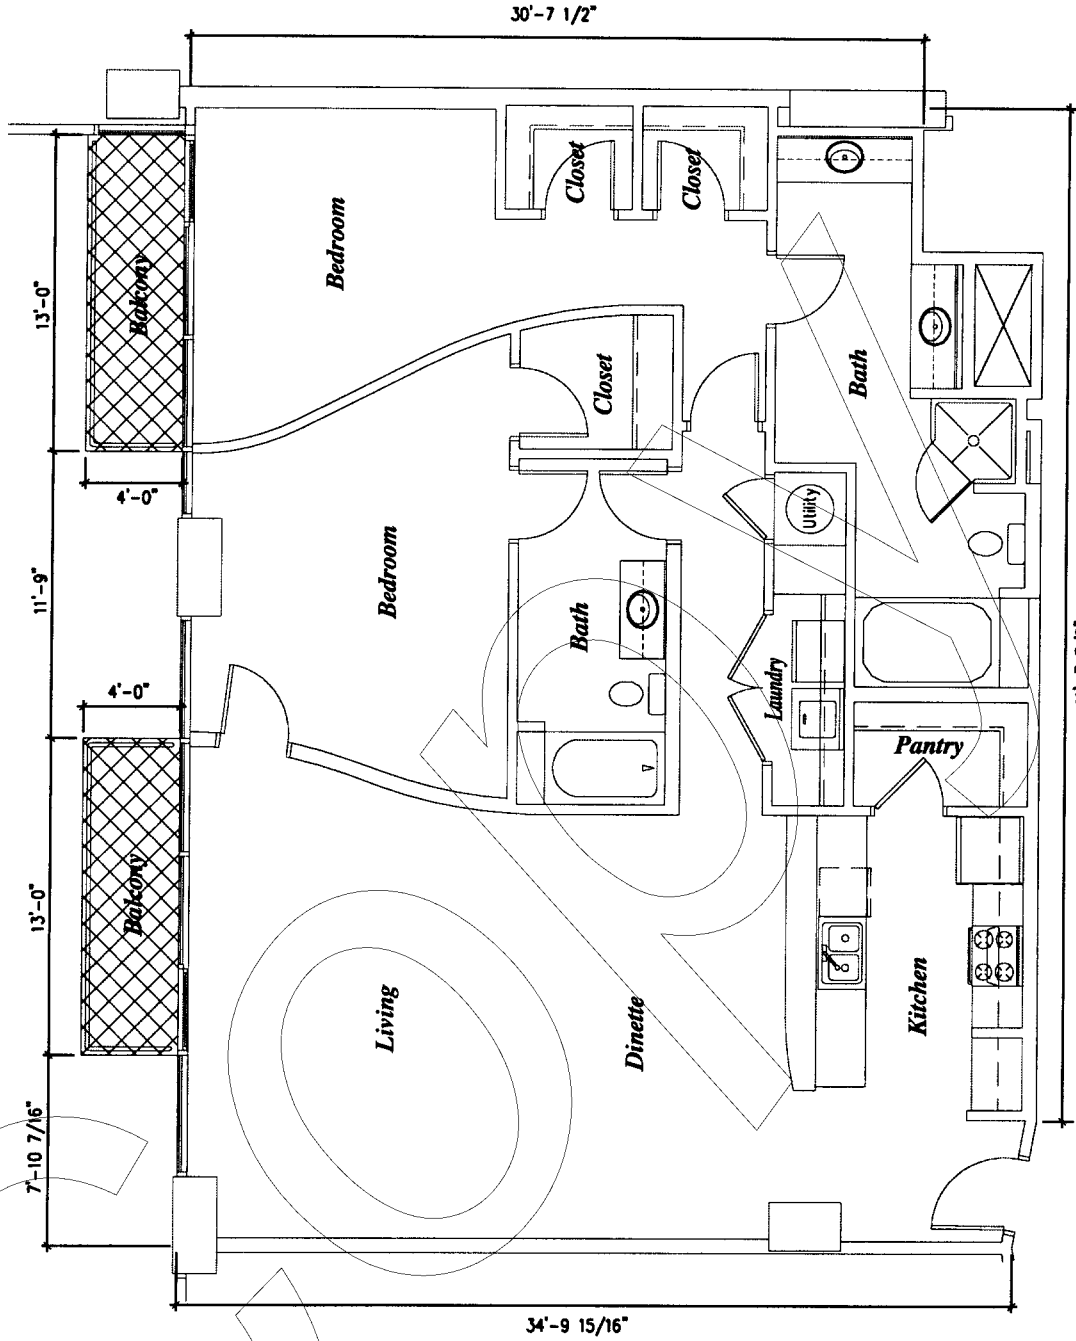 30'-7 1/2"
Closet
Closet
Bedroom
Balcony
13'-0"
Bath
Closet
4'-0"
Utility
Bedroom
11'-9"
Bath
4'-0"
Laundry
Pantry
Balcony
13'-0"
Living
Dinette
Kitchen
7'-10 7/16"
34'-9 15/16"